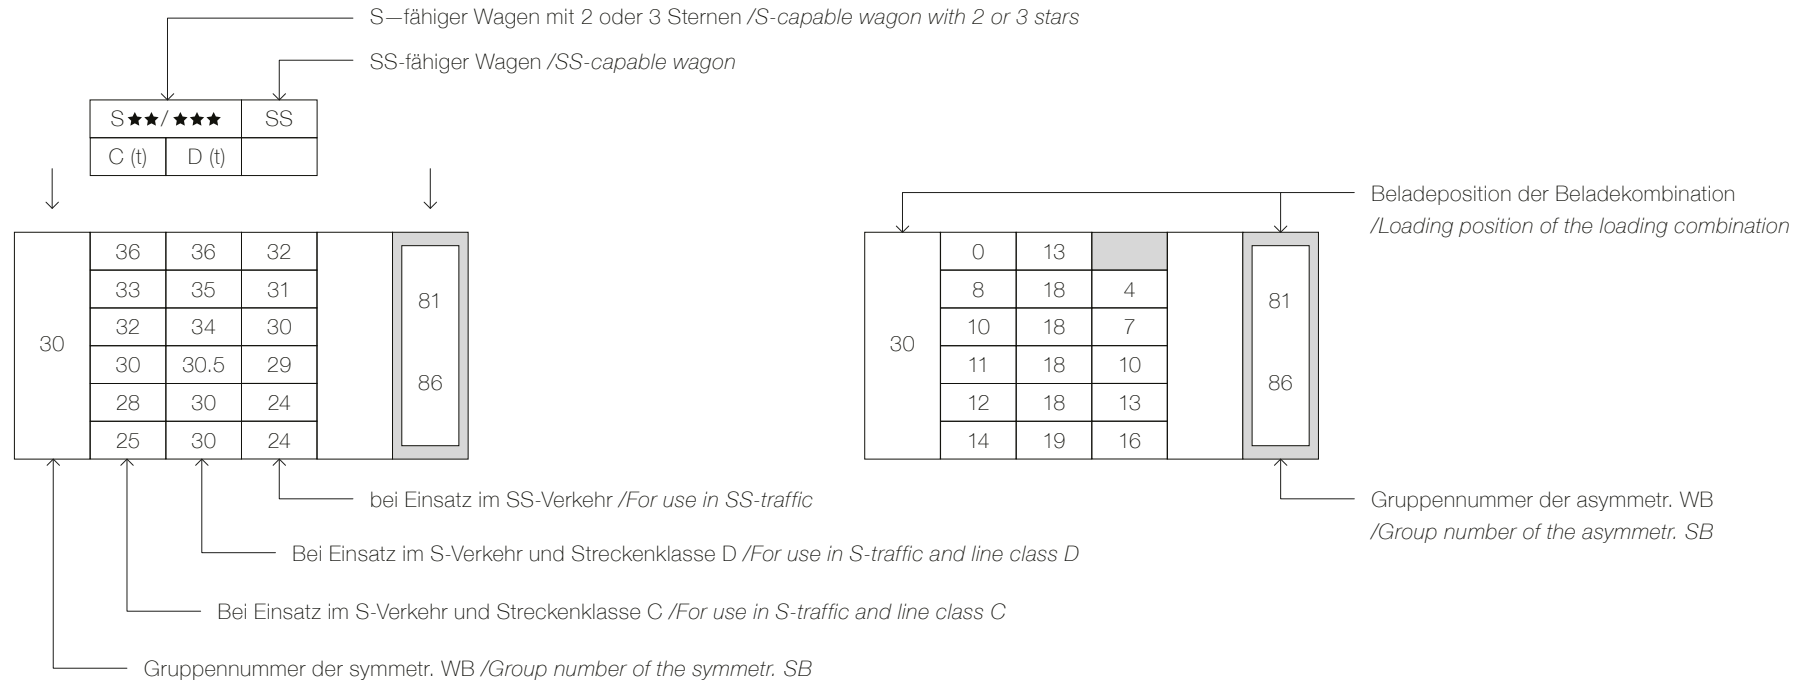 S—fähiger Wagen mit 2 oder 3 Sternen /S-capable wagon with 2 or 3 stars
SS-fähiger Wagen /SS-capable wagon
S★★/★★★ SS
C (t) D (t)
Beladeposition der Beladekombination
/Loading position of the loading combination
30
36 36 32
33 35 31
32 34 30
30 30.5 29
28 30 24
25 30 24
81
86
30
0 13
8 18 4
10 18 7
11 18 10
12 18 13
14 19 16
81
86
bei Einsatz im SS-Verkehr /For use in SS-traffic
Gruppennummer der asymmetr. WB
/Group number of the asymmetr. SB
Bei Einsatz im S-Verkehr und Streckenklasse D /For use in S-traffic and line class D
Bei Einsatz im S-Verkehr und Streckenklasse C /For use in S-traffic and line class C
Gruppennummer der symmetr. WB /Group number of the symmetr. SB